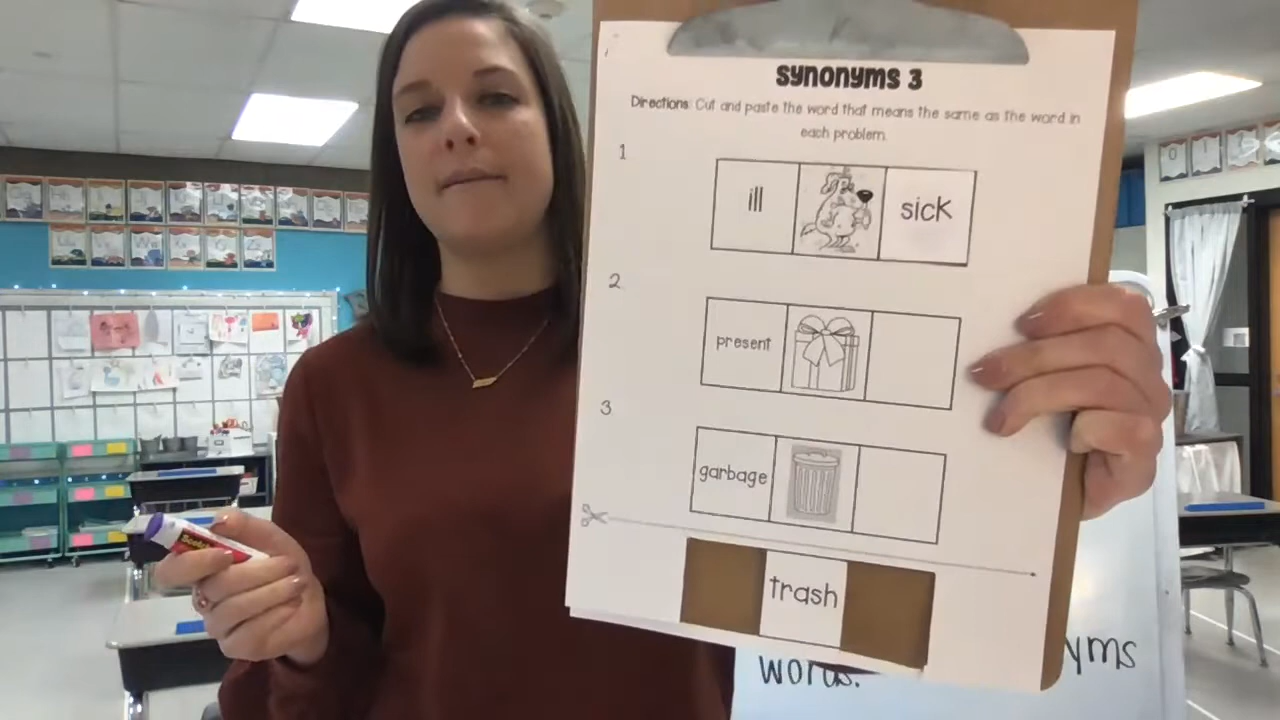 Synonyms 3
Directions: Cut and paste the word that means the same as the word in
each problem.
1
ill
sick
2
present
3
garbage
trash
Scotch
words.
yms